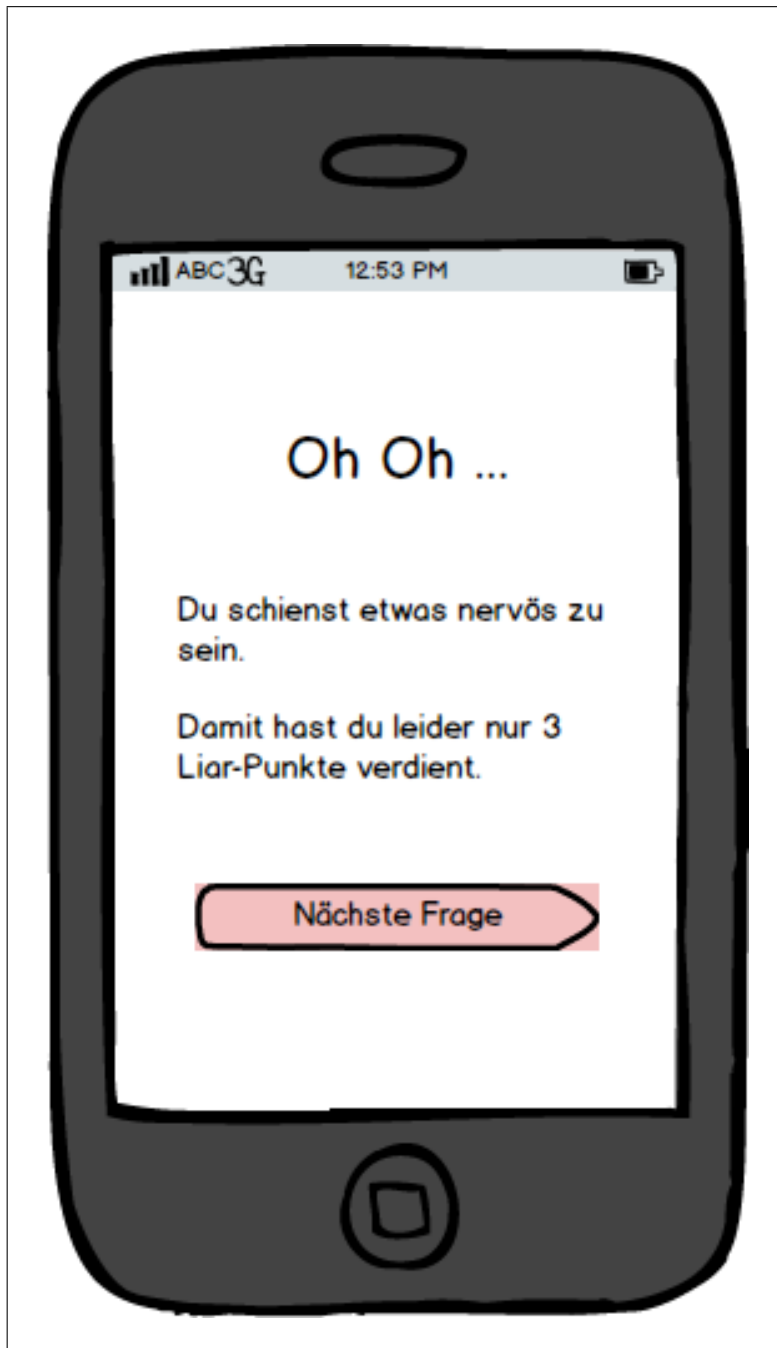 ABC 3G 12:53 PM
Oh Oh ...
Du schienst etwas nervös zu
sein.
Damit hast du leider nur 3
Liar-Punkte verdient.
Nächste Frage